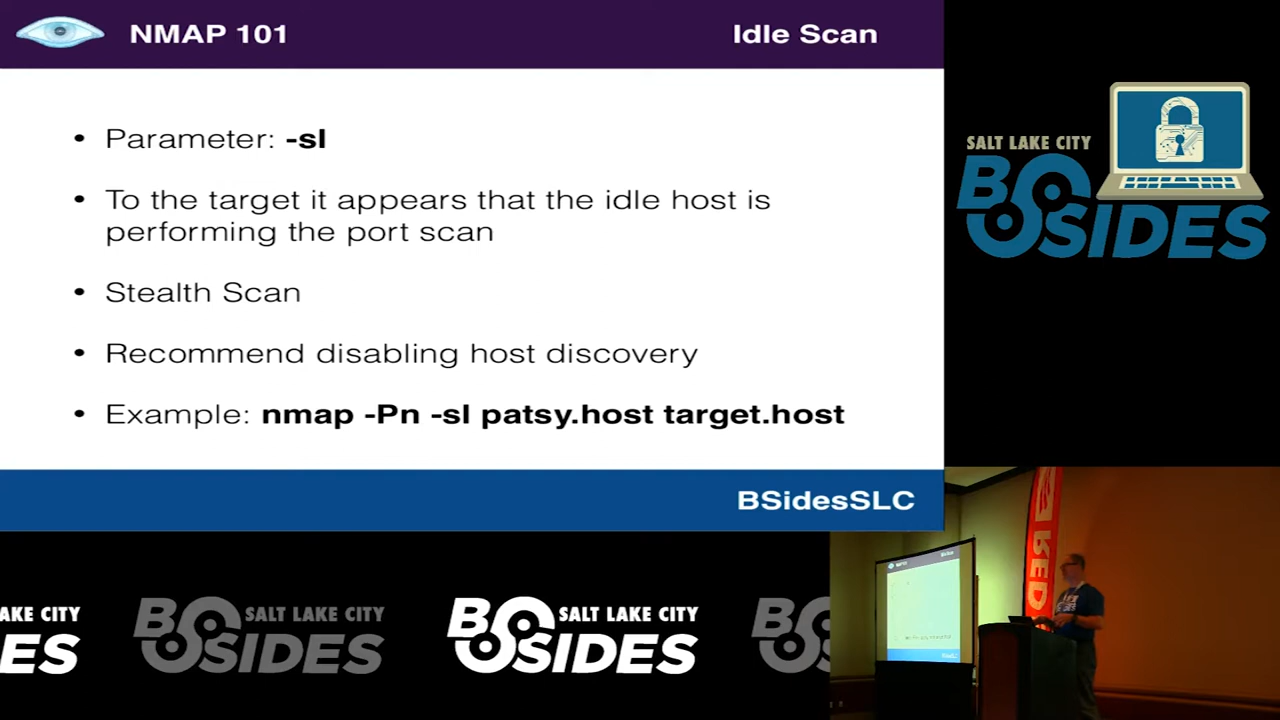 NMAP 101
Idle Scan
• Parameter: -sI
• To the target it appears that the idle host is
performing the port scan
• Stealth Scan
• Recommend disabling host discovery
• Example: nmap -Pn -sI patsy.host target.host
BSidesSLC
SALT LAKE CITY
BSIDES
RED
AKE CITY
ES
SALT LAKE CITY
BSIDES
SALT LAKE CITY
BSIDES